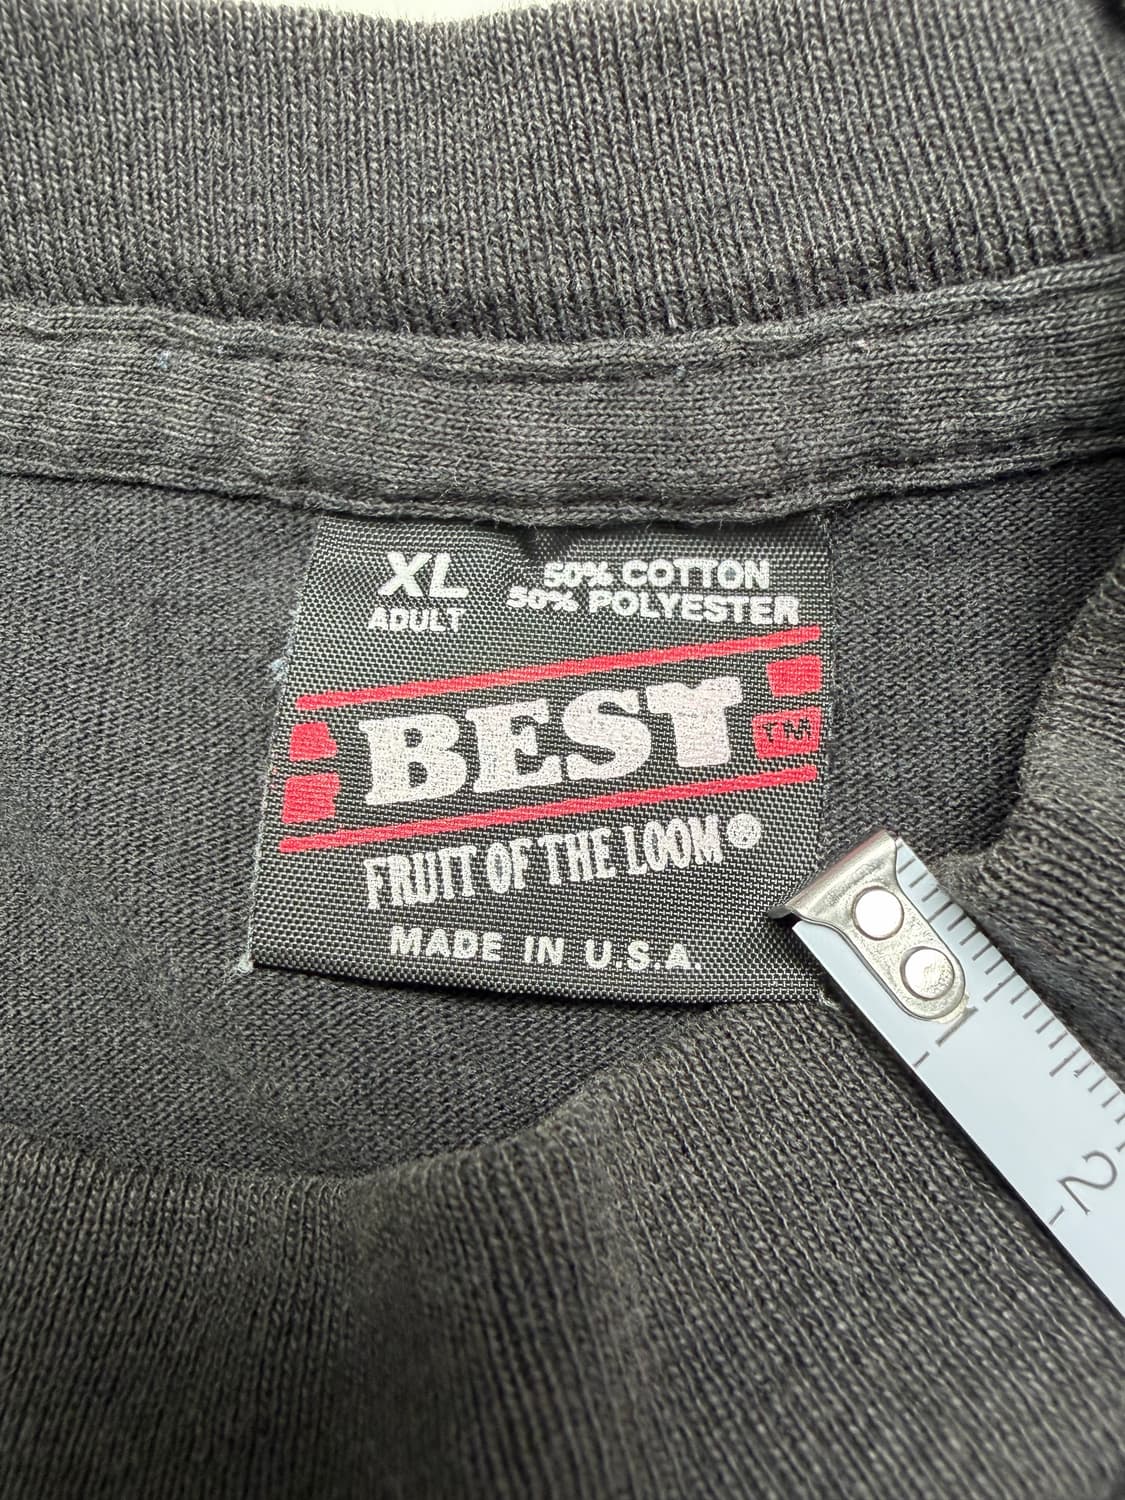 XL
ADULT
50% COTTON
50% POLYESTER
BEST
TM
FRUIT OF THE LOOM®
MADE IN U.S.A.
1
2